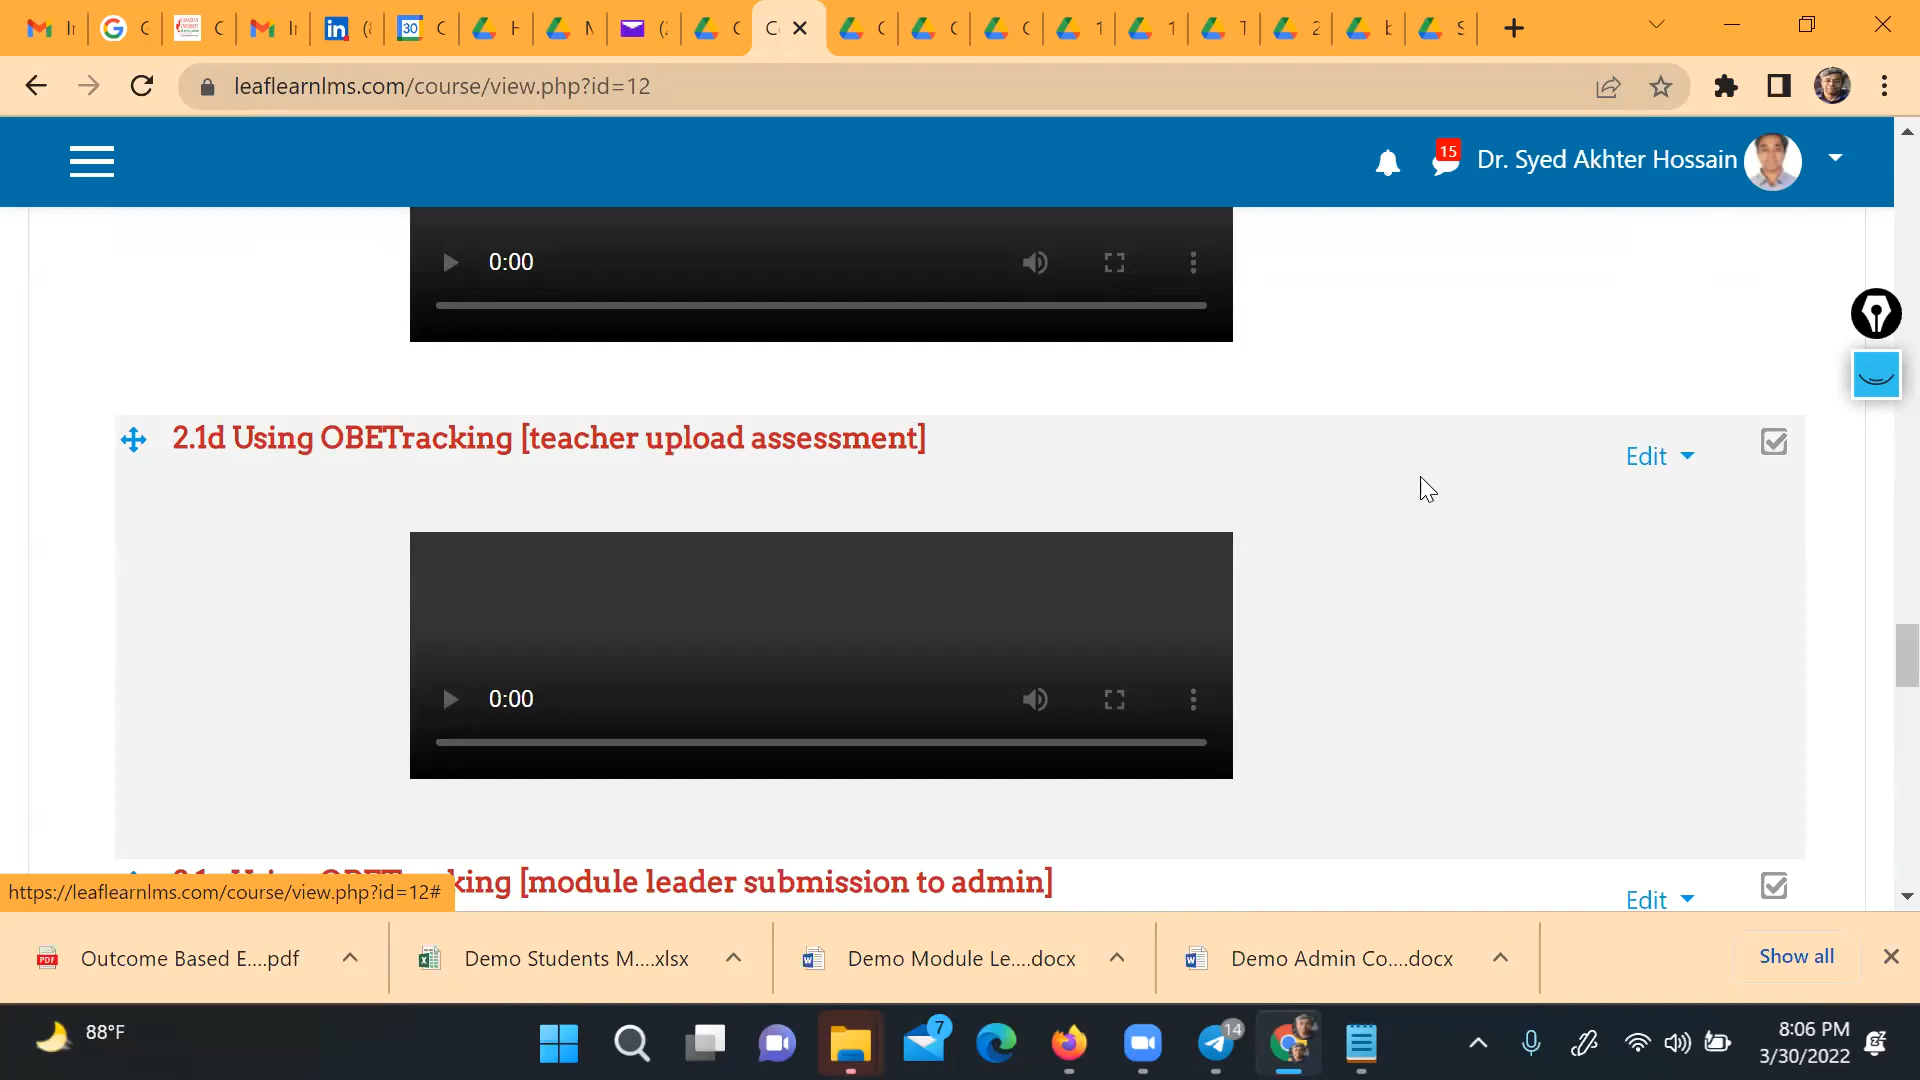 leaflearnlms.com/course/view.php?id=12
15
Dr. Syed Akhter Hossain
0:00
2.1d Using OBETracking [teacher upload assessment]
Edit
0:00
king [module leader submission to admin]
Edit
https://leaflearnlms.com/course/view.php?id=12#
Outcome Based E....pdf
Demo Students M....xlsx
Demo Module Le....docx
Demo Admin Co....docx
Show all
88°F
7
14
8:06 PM
3/30/2022